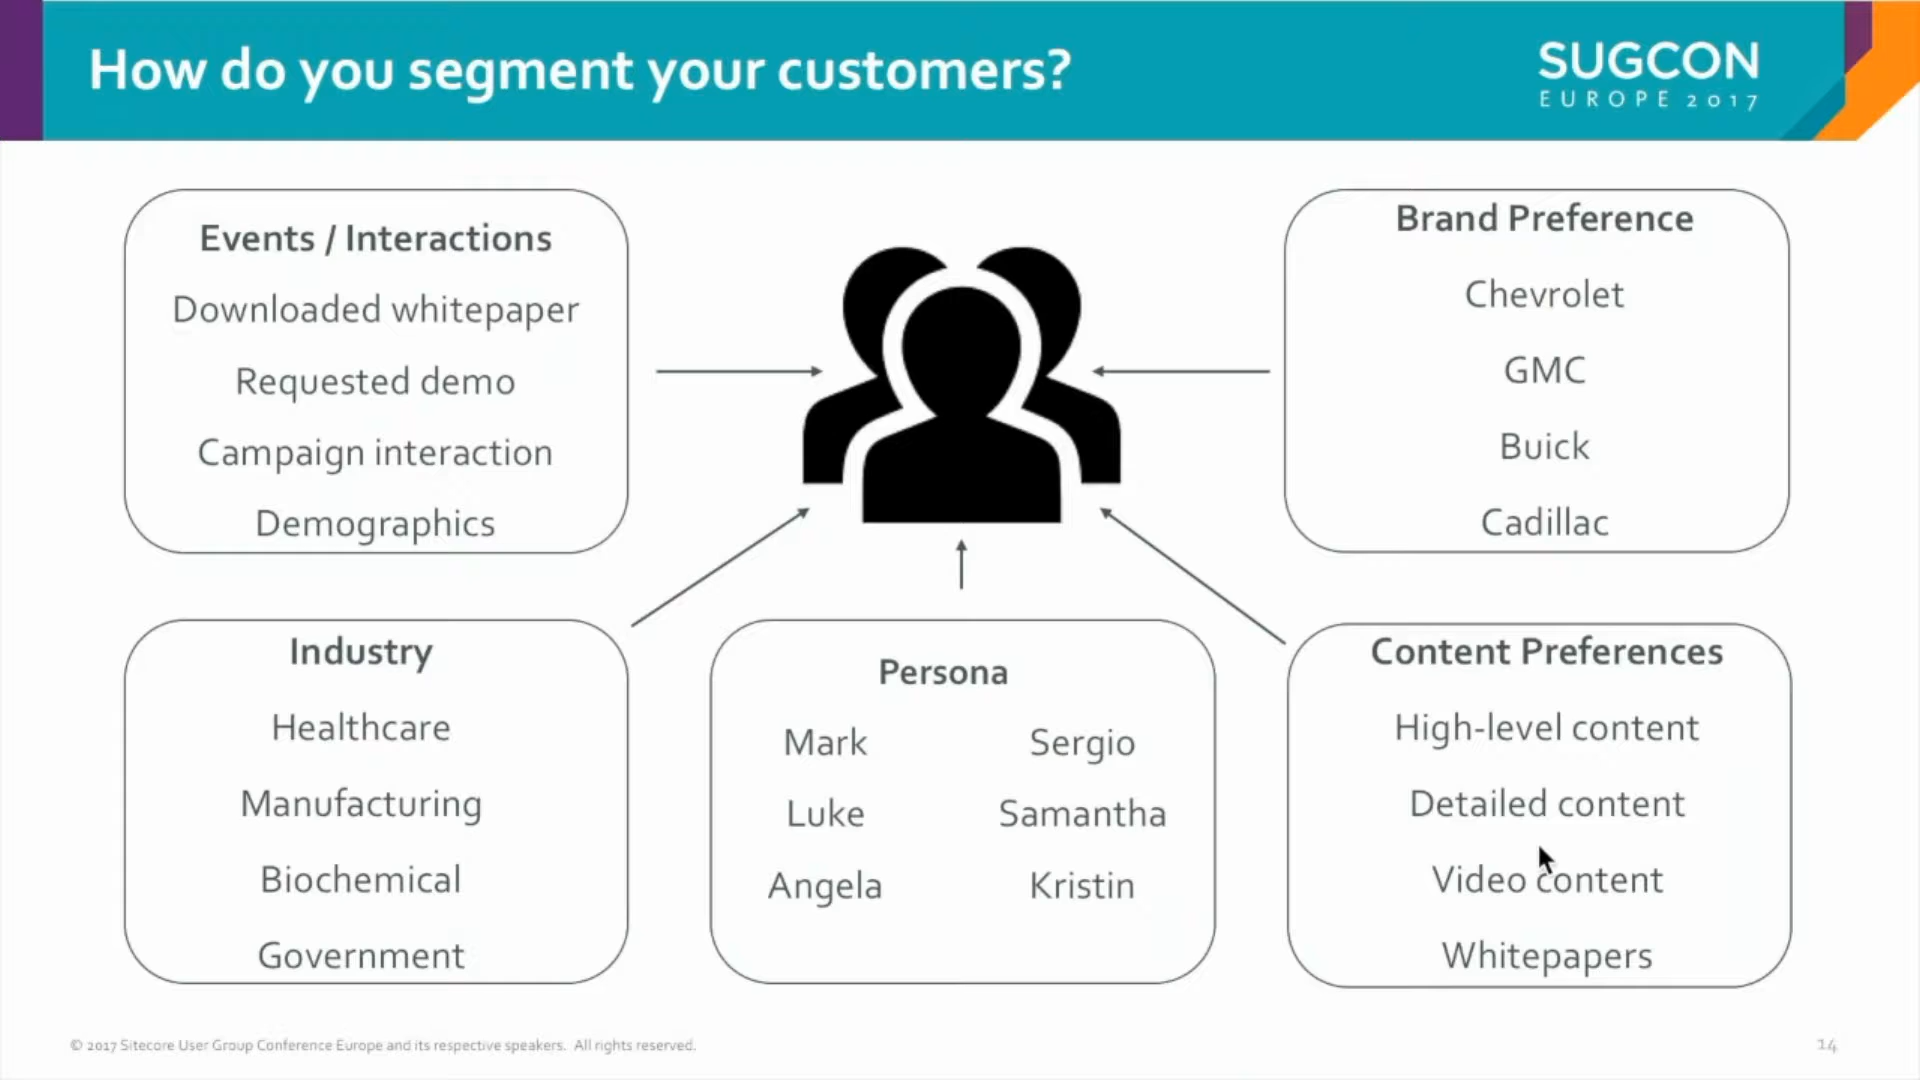 How do you segment your customers?
SUGCON
EUROPE 2017
Events / Interactions
Downloaded whitepaper
Requested demo
Campaign interaction
Demographics
Brand Preference
Chevrolet
GMC
Buick
Cadillac
Industry
Healthcare
Manufacturing
Biochemical
Government
Persona
Mark Sergio
Luke Samantha
Angela Kristin
Content Preferences
High-level content
Detailed content
Video content
Whitepapers
© 2017 Sitecore User Group Conference Europe and its respective speakers. All rights reserved.
14